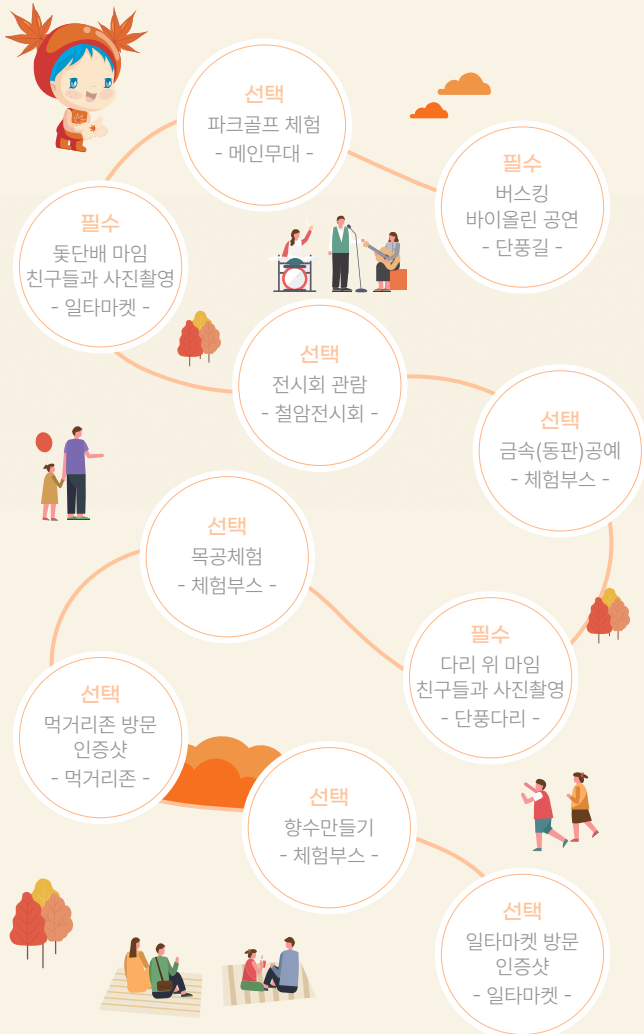 선택
파크골프 체험
- 메인무대 -
필수
버스킹
바이올린 공연
- 단풍길 -
필수
돛단배 마임
친구들과 사진촬영
- 일타마켓 -
선택
전시회 관람
- 철암전시회 -
선택
금속(동판)공예
- 체험부스 -
선택
목공체험
- 체험부스 -
필수
다리 위 마임
친구들과 사진촬영
- 단풍다리 -
선택
먹거리존 방문
인증샷
- 먹거리존 -
선택
향수만들기
- 체험부스 -
선택
일타마켓 방문
인증샷
- 일타마켓 -